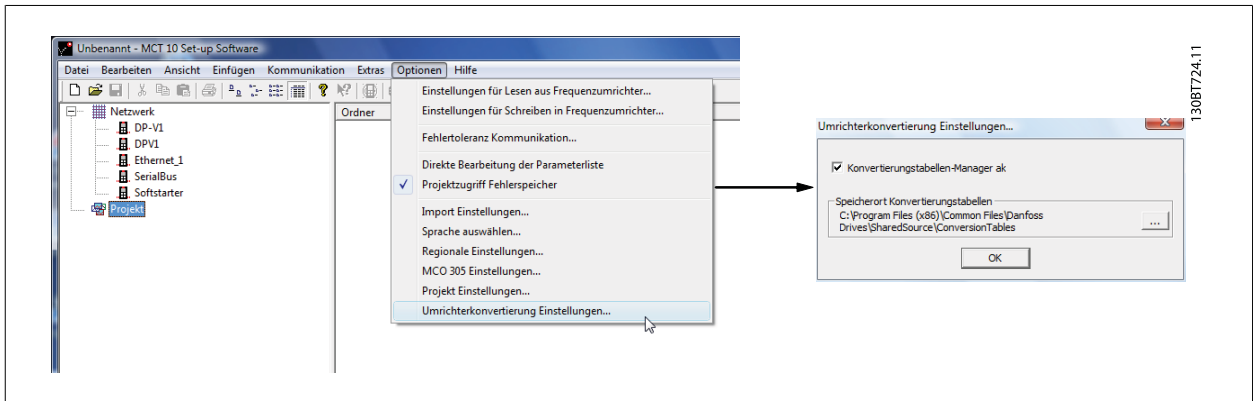 Unbenannt - MCT 10 Set-up Software
Datei Bearbeiten Ansicht Einfügen Kommunikation Extras Optionen Hilfe
Netzwerk
DP-V1
DPV1
Ethernet_1
SerialBus
Softstarter
Projekt
Ordner
Einstellungen für Lesen aus Frequenzumrichter...
Einstellungen für Schreiben in Frequenzumrichter...
Fehlertoleranz Kommunikation...
Direkte Bearbeitung der Parameterliste
Projektzugriff Fehlerspeicher
Import Einstellungen...
Sprache auswählen...
Regionale Einstellungen...
MCO 305 Einstellungen...
Projekt Einstellungen...
Umrichterkonvertierung Einstellungen...
Umrichterkonvertierung Einstellungen...
Konvertierungstabellen-Manager ak
Speicherort Konvertierungstabellen
C:\Program Files (x86)\Common Files\Danfoss
Drives\SharedSource\ConversionTables
...
OK
130BT724.11